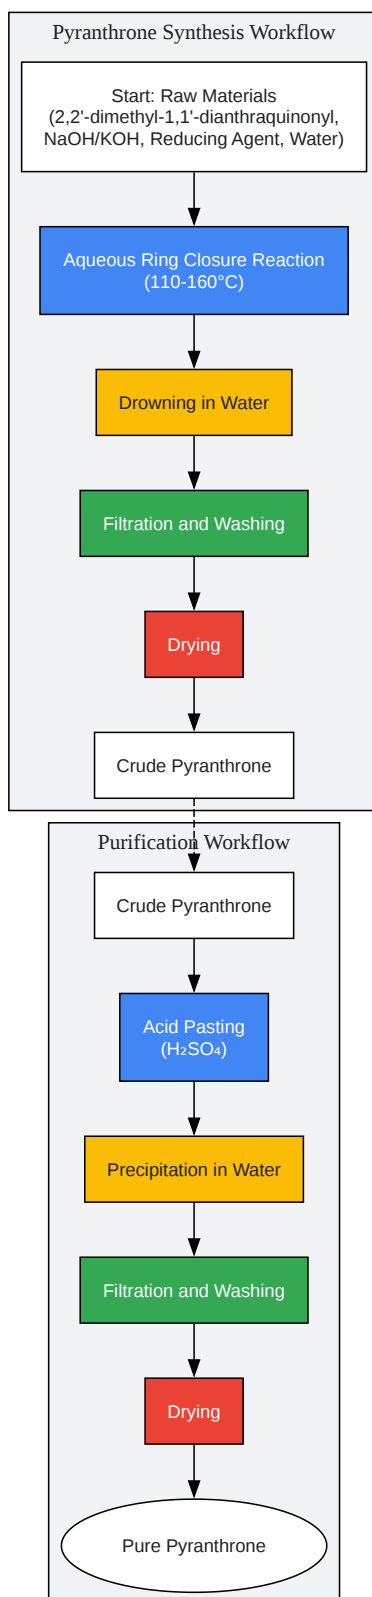 Pyranthrone Synthesis Workflow
Start: Raw Materials
(2,2'-dimethyl-1,1'-dianthraquinonyl,
NaOH/KOH, Reducing Agent, Water)
Aqueous Ring Closure Reaction
(110-160°C)
Drowning in Water
Filtration and Washing
Drying
Crude Pyranthrone
Purification Workflow
Crude Pyranthrone
Acid Pasting
(H₂SO₄)
Precipitation in Water
Filtration and Washing
Drying
Pure Pyranthrone